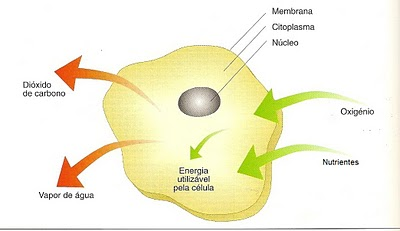 Membrana
Citoplasma
Núcleo
Dióxido
de carbono
Oxigénio
Nutrientes
Energia
utilizável
pela célula
Vapor de água